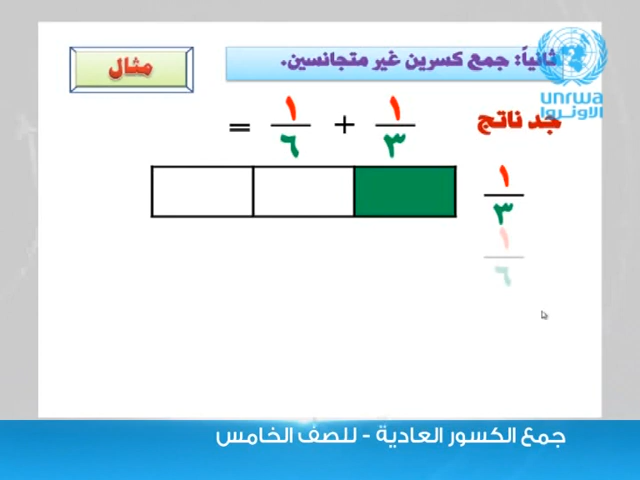 ثانياً: جمع كسرين غير متجانسين.
مثال
unrwa
الاونروا
جد ناتج ١/٣ + ١/٦ =
١/٣
١/٦
جمع الكسور العادية - للصف الخامس